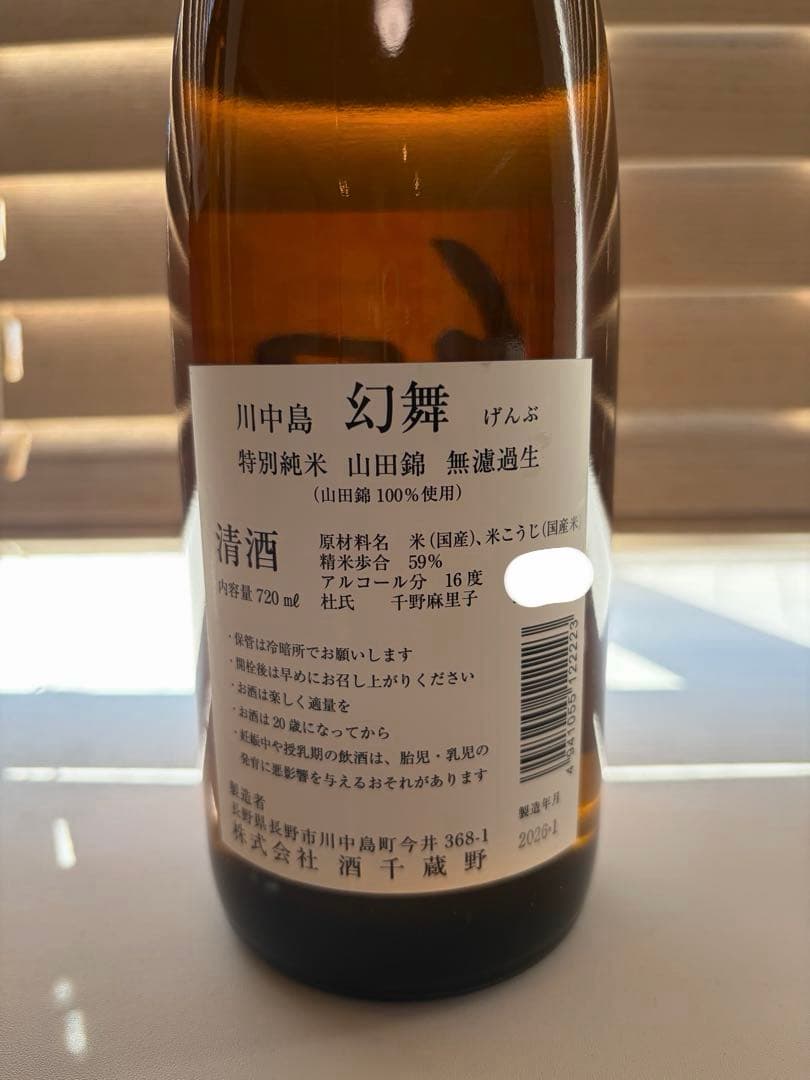 川中島 幻舞 げんぶ
特別純米 山田錦 無濾過生
(山田錦100%使用)
清酒
内容量720㎖
原材料名 米(国産)、米こうじ(国産米)
精米歩合 59%
アルコール分 16度
杜氏 千野麻里子
・保管は冷暗所でお願いします
・開栓後は早めにお召し上がりください
・お酒は楽しく適量を
・お酒は20歳になってから
・妊娠中や授乳期の飲酒は、胎児・乳児の
発育に悪影響を与えるおそれがあります
製造者
長野県長野市川中島町今井368-1
株式会社 酒千蔵野
4941055122223
製造年月
2026.1